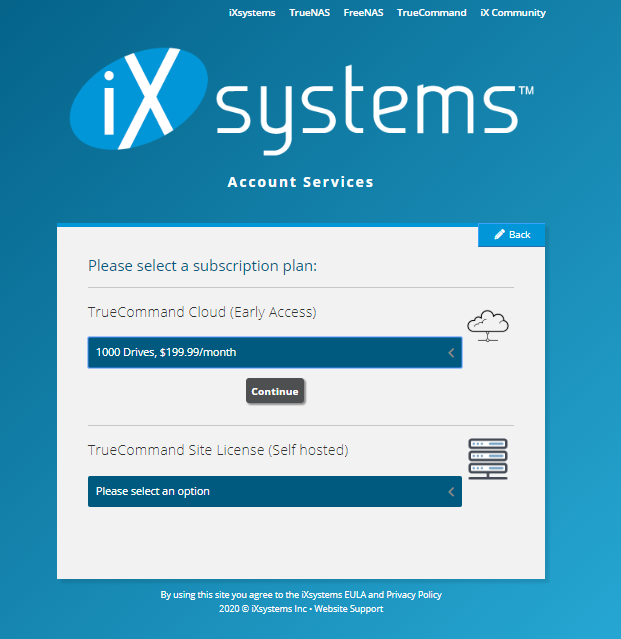 iXsystems TrueNAS FreeNAS TrueCommand iX Community
iX systems™
Account Services
Back
Please select a subscription plan:
TrueCommand Cloud (Early Access)
1000 Drives, $199.99/month
Continue
TrueCommand Site License (Self hosted)
Please select an option
By using this site you agree to the iXsystems EULA and Privacy Policy
2020 © iXsystems Inc • Website Support